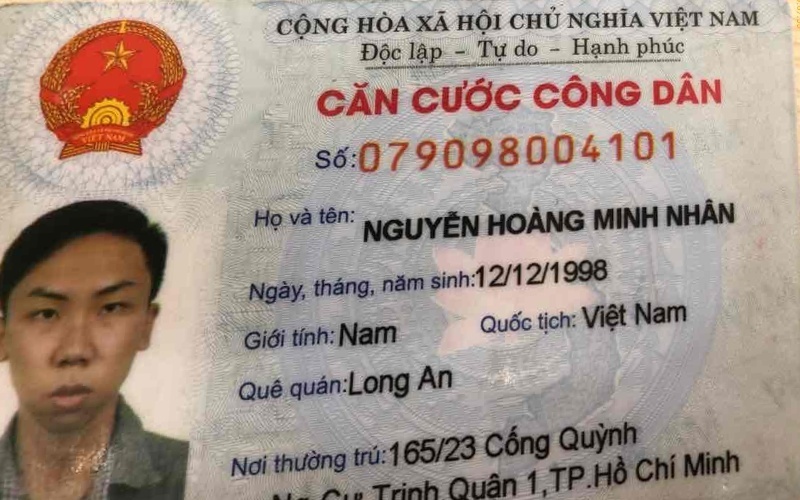 CỘNG HÒA XÃ HỘI CHỦ NGHĨA VIỆT NAM
Độc lập - Tự do - Hạnh phúc
CĂN CƯỚC CÔNG DÂN
Số: 079098004101
Họ và tên: NGUYỄN HOÀNG MINH NHÂN
Ngày, tháng, năm sinh: 12/12/1998
Giới tính: Nam Quốc tịch: Việt Nam
Quê quán: Long An
Nơi thường trú: 165/23 Cống Quỳnh
Ng Cư Trinh Quận 1,TP.Hồ Chí Minh
VIỆT NAM